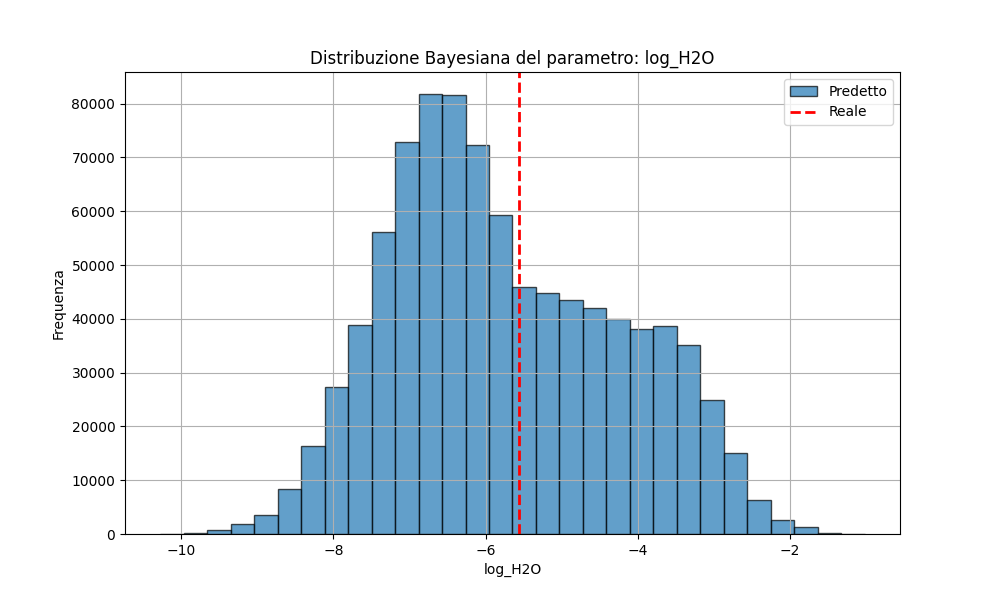 Distribuzione Bayesiana del parametro: log_H2O
Predetto
Reale
80000
70000
60000
50000
40000
30000
20000
10000
0
Frequenza
−10
−8
−6
−4
−2
log_H2O